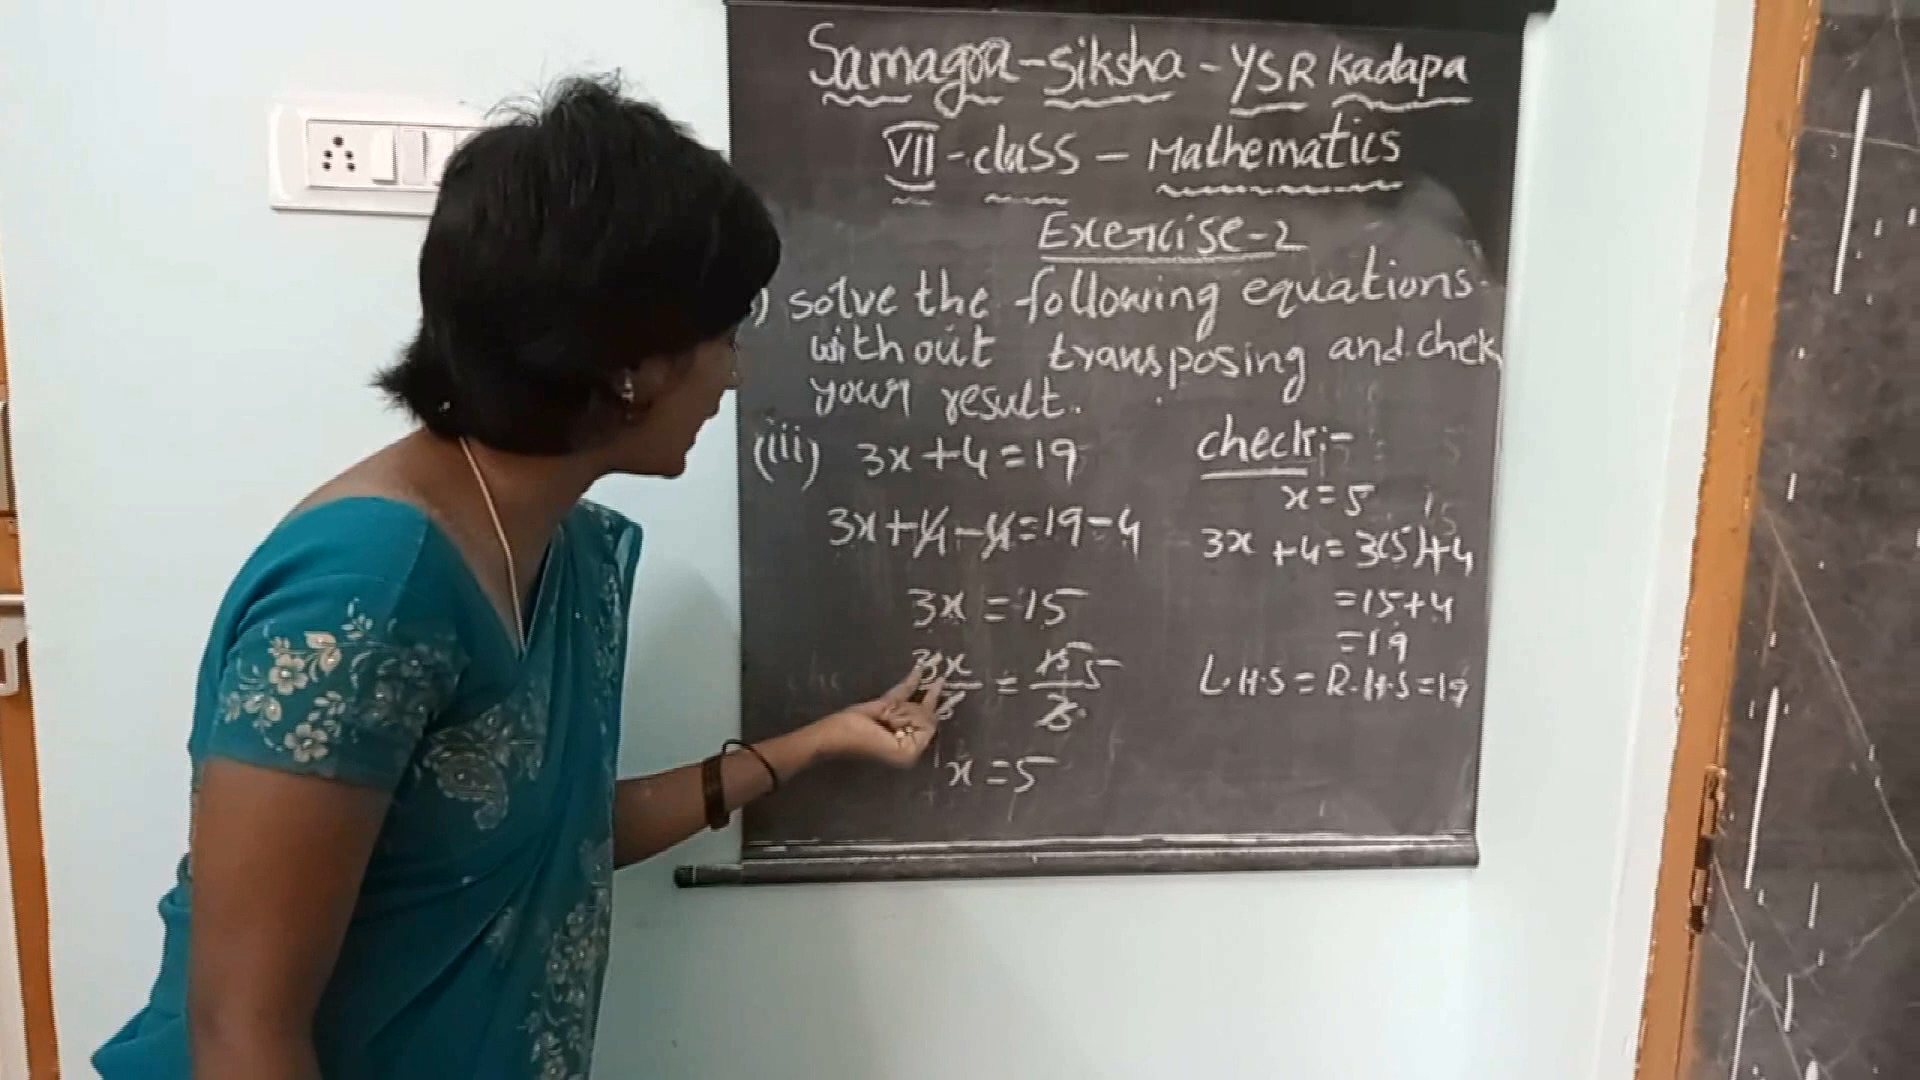 Samagra-Siksha-YSR Kadapa
VII-class-Mathematics
Exercise-2
) Solve the following equations
without transposing and chek
your result.
(iii) 3x+4=19
3x+4-4=19-4
3x=15
3x/3 = 15/3 5
x=5
check:-
x=5
3x+4=3(5)+4
=15+4
=19
L.H.S=R.H.S=19